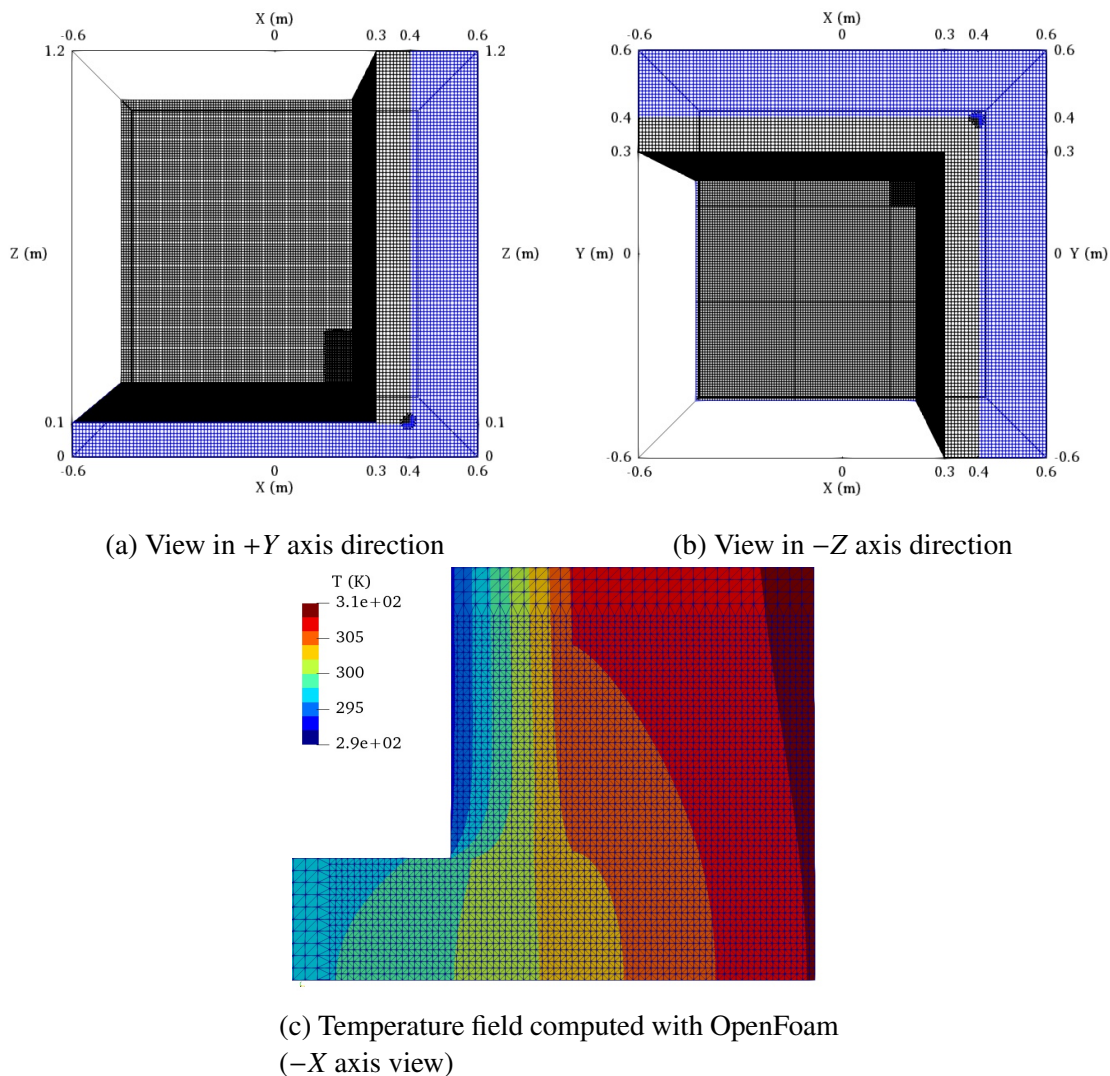 X (m)
-0.6 0 0.3 0.4 0.6
1.2 1.2
Z (m) Z (m)
0.1 0.1
0 0
-0.6 0 0.3 0.4 0.6
X (m)
(a) View in +Y axis direction
X (m)
-0.6 0 0.3 0.4 0.6
0.6 0.6
0.4 0.4
0.3 0.3
Y (m) 0 0 Y (m)
-0.6 -0.6
-0.6 0 0.3 0.4 0.6
X (m)
(b) View in −Z axis direction
T (K)
3.1e+02
305
300
295
2.9e+02
(c) Temperature field computed with OpenFoam
(−X axis view)